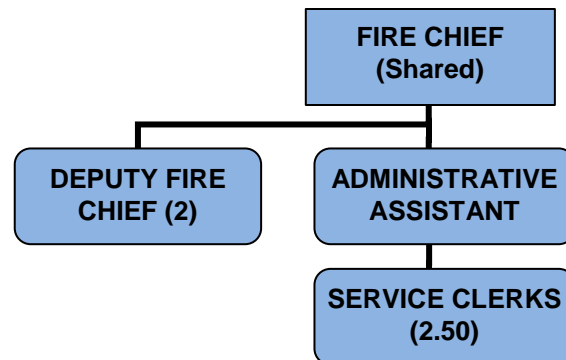 FIRE CHIEF
(Shared)
DEPUTY FIRE
CHIEF (2)
ADMINISTRATIVE
ASSISTANT
SERVICE CLERKS
(2.50)